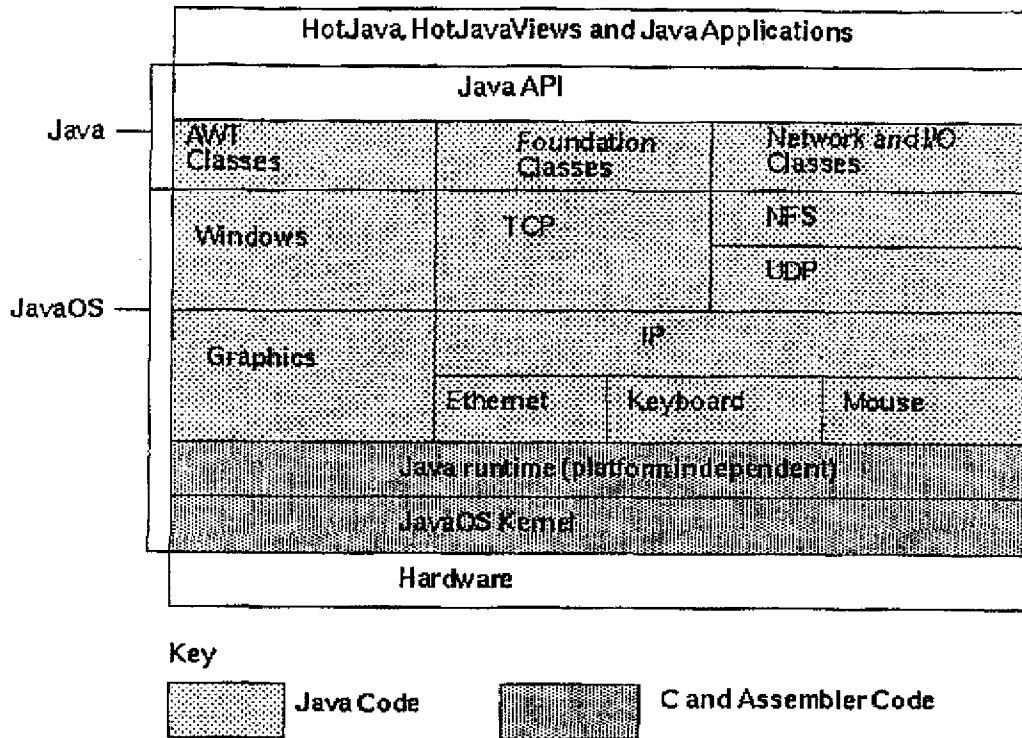 HotJava, HotJavaViews and Java Applications
Java API
Java
AWT
Classes
Foundation
Classes
Network and I/O
Classes
Windows
TCP
NFS
UDP
JavaOS
Graphics
IP
Ethernet
Keyboard
Mouse
Java runtime (platform independent)
JavaOS Kernel
Hardware
Key
Java Code
C and Assembler Code